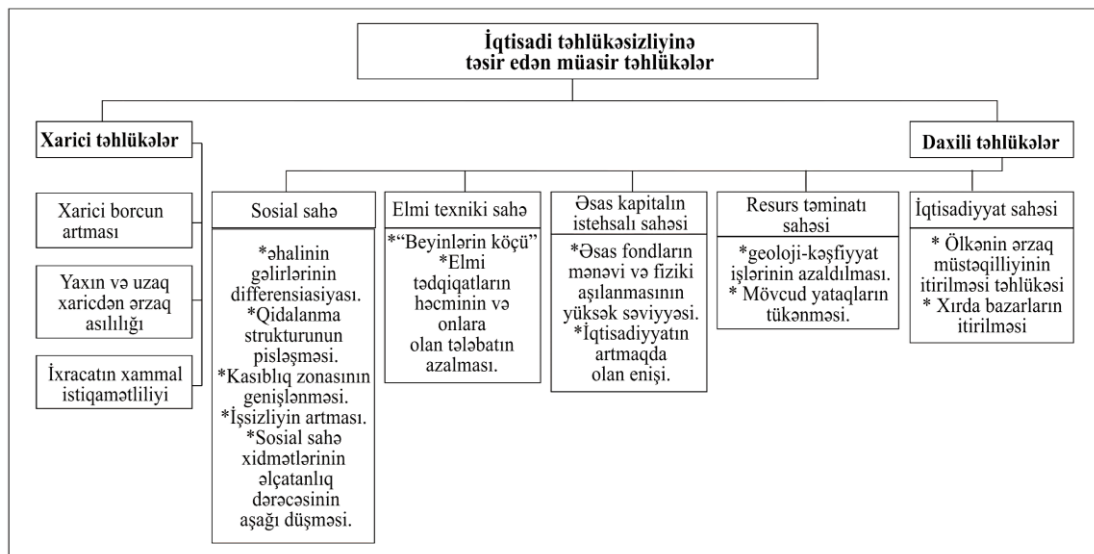 İqtisadi təhlükəsizliyinə
təsir edən müasir təhlükələr
Xarici təhlükələr
Xarici borcun
artması
Yaxın və uzaq
xaricdən ərzaq
asılılığı
İxracatın xammal
istiqamətliliyi
Daxili təhlükələr
Sosial sahə
*əhalinin
gəlirlərinin
differensiasiyası.
*Qidalanma
strukturunun
pisləşməsi.
*Kasıblıq zonasının
genişlənməsi.
*İşsizliyin artması.
*Sosial sahə
xidmətlərinin
əlçatanlıq
dərəcəsinin
aşağı düşməsi.
Elmi texniki sahə
*“Beyinlərin köçü”
*Elmi
tədqiqatların
həcminin və
onlara
olan tələbatın
azalması.
Əsas kapitalın
istehsalı sahəsi
*Əsas fondların
mənəvi və fiziki
aşılanmasının
yüksək səviyyəsi.
*İqtisadiyyatın
artmaqda
olan enişi.
Resurs təminatı
sahəsi
*geoloji-kəşfiyyat
işlərinin azaldılması.
* Mövcud yataqların
tükənməsi.
İqtisadiyyat sahəsi
* Ölkənin ərzaq
müstəqilliyinin
itirilməsi təhlükəsi
* Xırda bazarların
itirilməsi